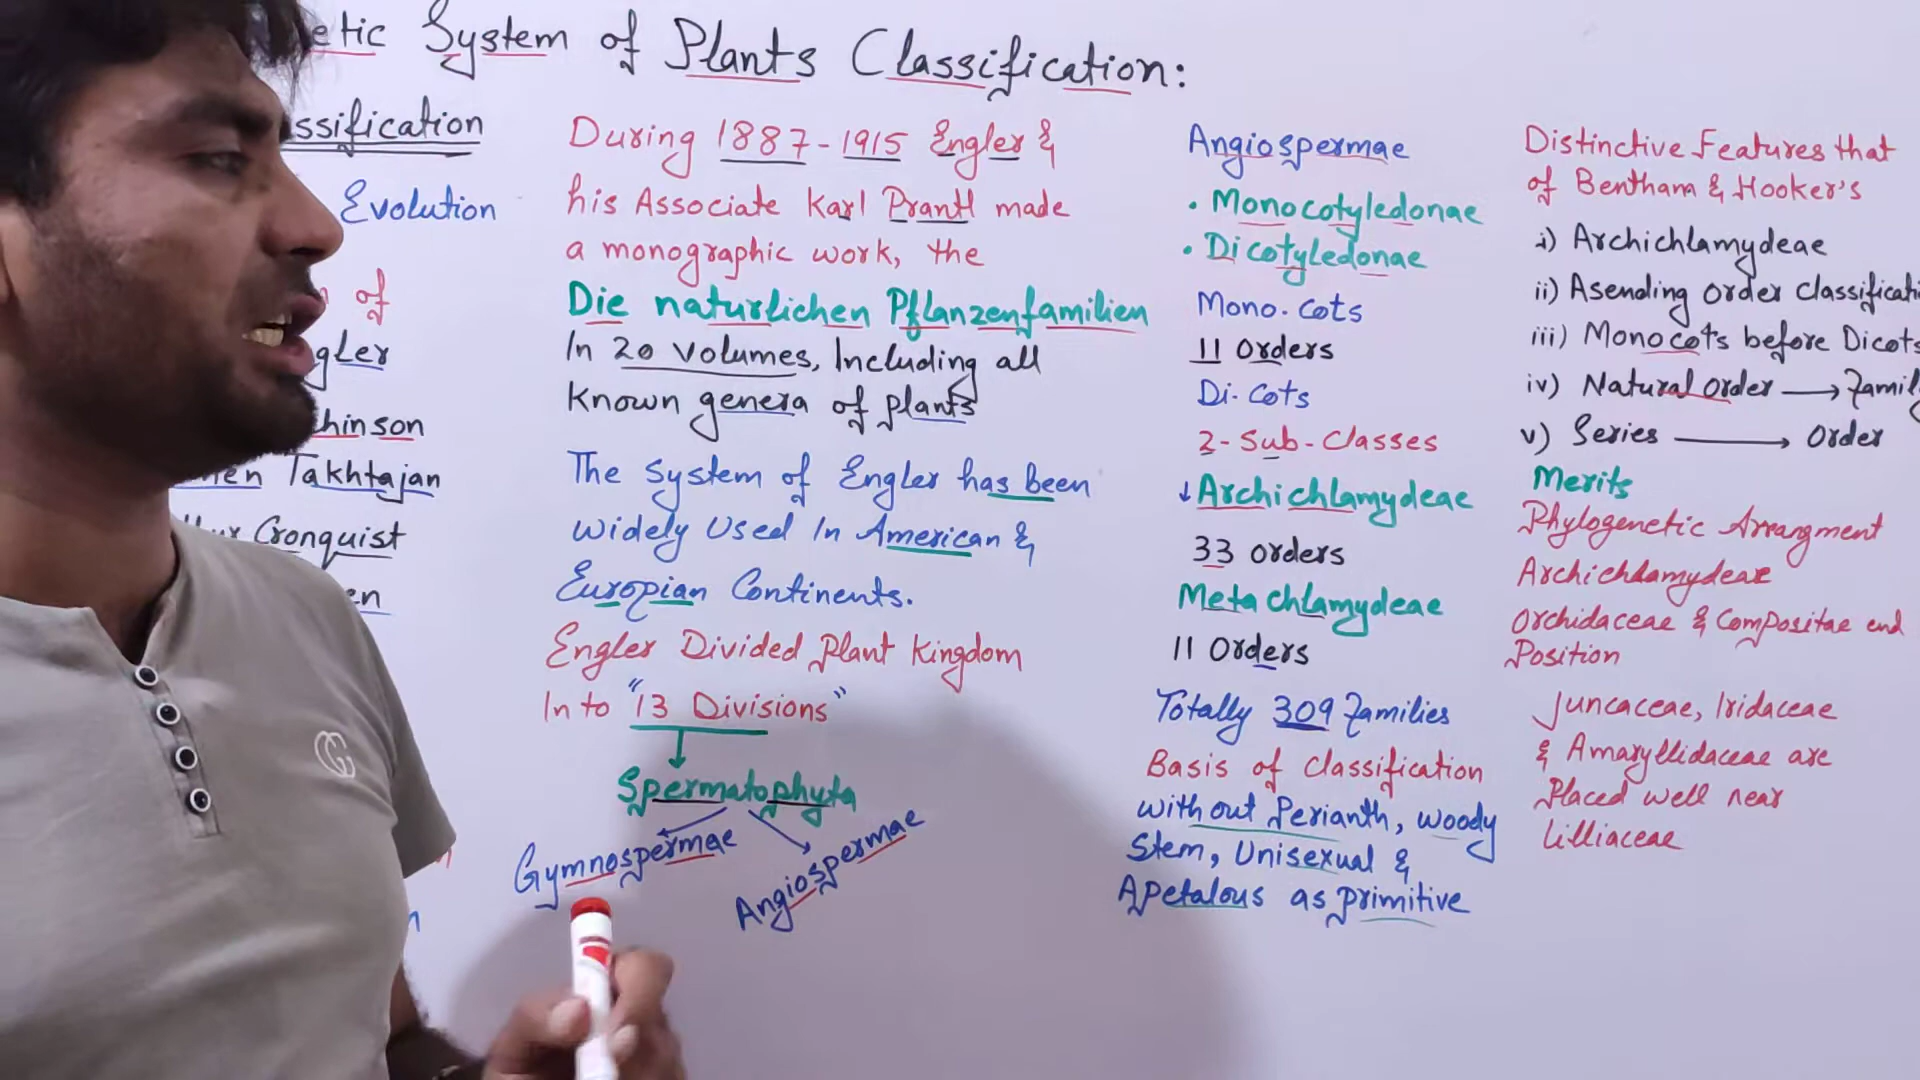 etic System of Plants Classification:
ssification
Evolution
of
gler
hinson
Takhtajan
Cronquist
en
During 1887-1915 Engler &
his Associate Karl Prantl made
a monographic work, the
Die naturlichen Pflanzenfamilien
In 20 volumes, Including all
Known genera of plants
The System of Engler has been
widely Used In American &
Europian Continents.
Engler Divided Plant Kingdom
In to "13 Divisions"
Spermatophyta
Gymnospermae
Angiospermae
Angiospermae
• Monocotyledonae
• Dicotyledonae
Mono.cots
11 Orders
Di-cots
2-Sub-Classes
↓Archichlamydeae
33 orders
Metachlamydeae
11 Orders
Totally 309 Families
Basis of classification
without Perianth, woody
Stem, Unisexual &
Apetalous as primitive
Distinctive Features that
of Bentham & Hooker's
i) Archichlamydeae
ii) Asending order classificati
iii) Monocots before Dicots
iv) Natural order → Family
v) Series → Order
Merits
Phylogenetic Arrangment
Archichlamydeae
Orchidaceae & Compositae end
Position
Juncaceae, Iridaceae
& Amaryllidaceae are
Placed well near
Lilliaceae